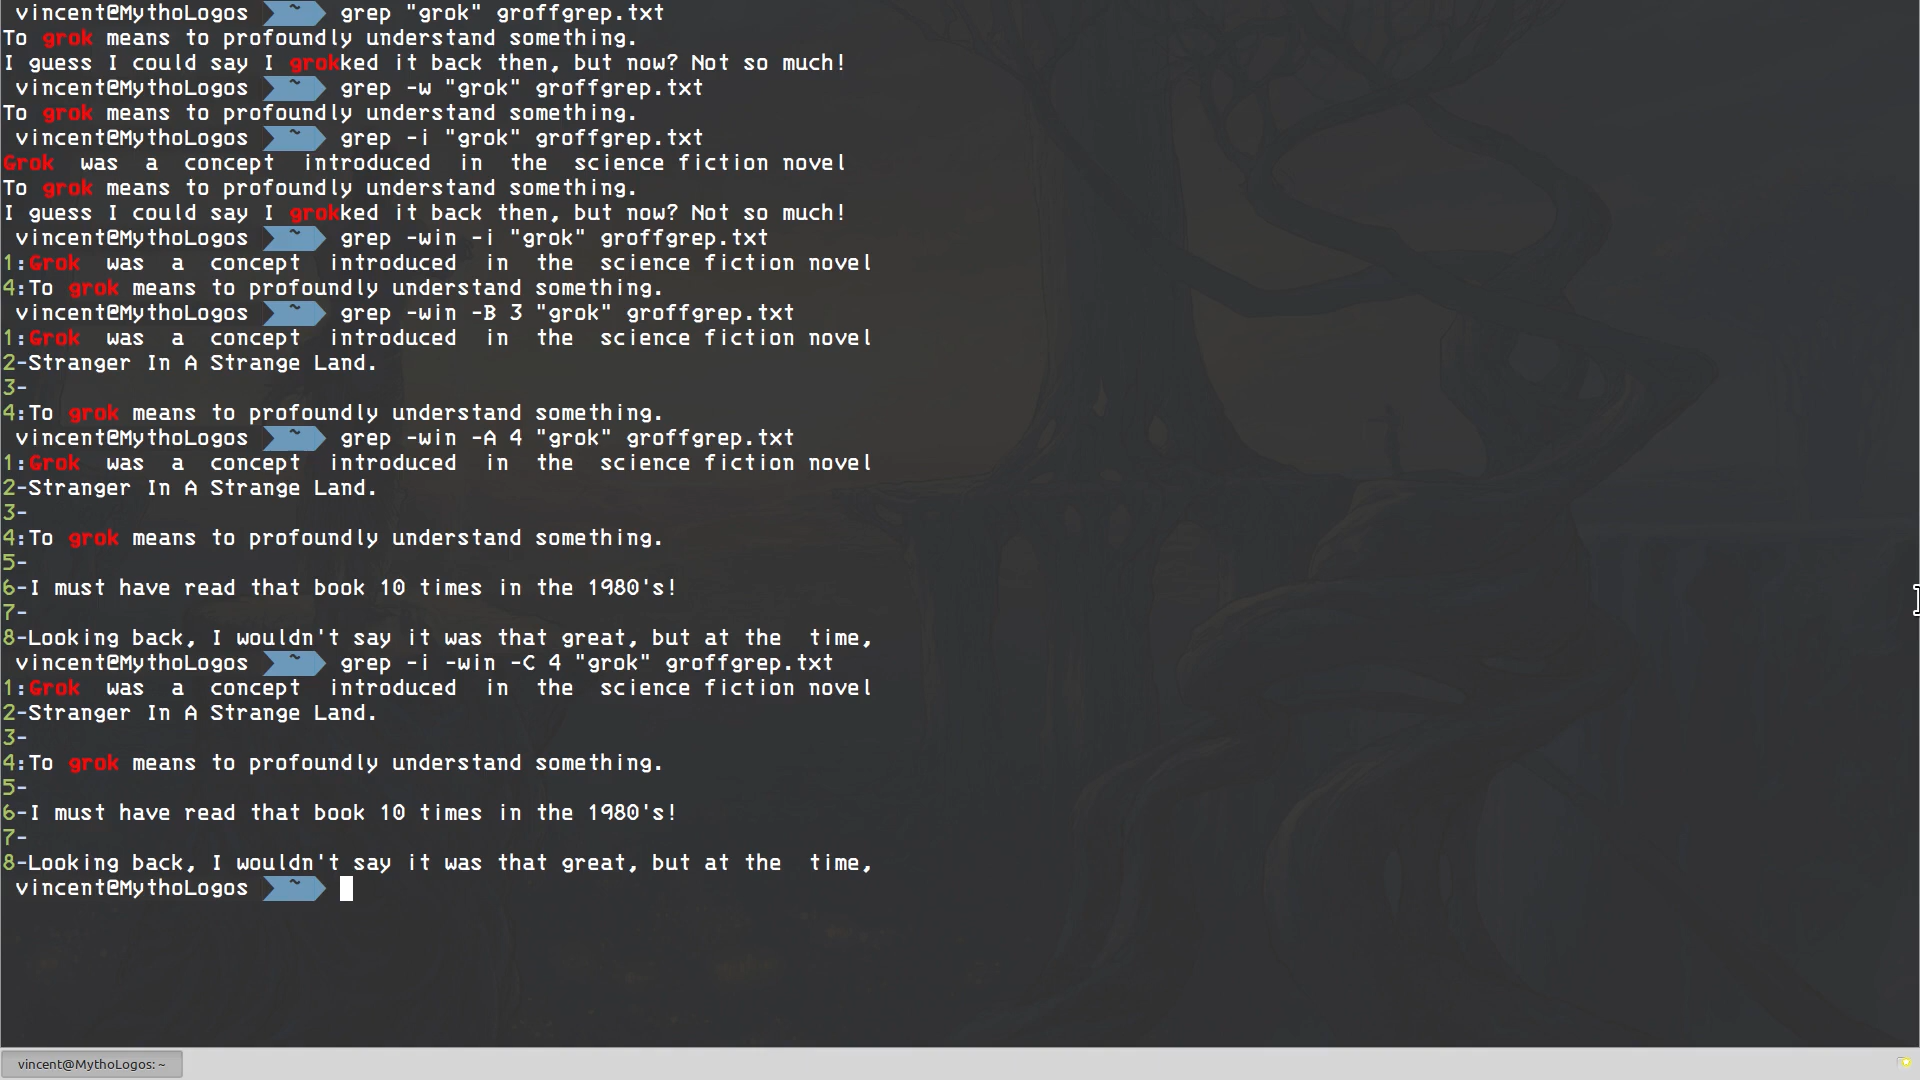 vincent@MythoLogos ~ grep "grok" groffgrep.txt
To grok means to profoundly understand something.
I guess I could say I grokked it back then, but now? Not so much!
vincent@MythoLogos ~ grep -w "grok" groffgrep.txt
To grok means to profoundly understand something.
vincent@MythoLogos ~ grep -i "grok" groffgrep.txt
Grok  was  a  concept  introduced  in  the  science fiction novel
To grok means to profoundly understand something.
I guess I could say I grokked it back then, but now? Not so much!
vincent@MythoLogos ~ grep -win -i "grok" groffgrep.txt
1:Grok  was  a  concept  introduced  in  the  science fiction novel
4:To grok means to profoundly understand something.
vincent@MythoLogos ~ grep -win -B 3 "grok" groffgrep.txt
1:Grok  was  a  concept  introduced  in  the  science fiction novel
2-Stranger In A Strange Land.
3-
4:To grok means to profoundly understand something.
vincent@MythoLogos ~ grep -win -A 4 "grok" groffgrep.txt
1:Grok  was  a  concept  introduced  in  the  science fiction novel
2-Stranger In A Strange Land.
3-
4:To grok means to profoundly understand something.
5-
6-I must have read that book 10 times in the 1980's!
7-
8-Looking back, I wouldn't say it was that great, but at the  time,
vincent@MythoLogos ~ grep -i -win -C 4 "grok" groffgrep.txt
1:Grok  was  a  concept  introduced  in  the  science fiction novel
2-Stranger In A Strange Land.
3-
4:To grok means to profoundly understand something.
5-
6-I must have read that book 10 times in the 1980's!
7-
8-Looking back, I wouldn't say it was that great, but at the  time,
vincent@MythoLogos ~
vincent@MythoLogos: ~